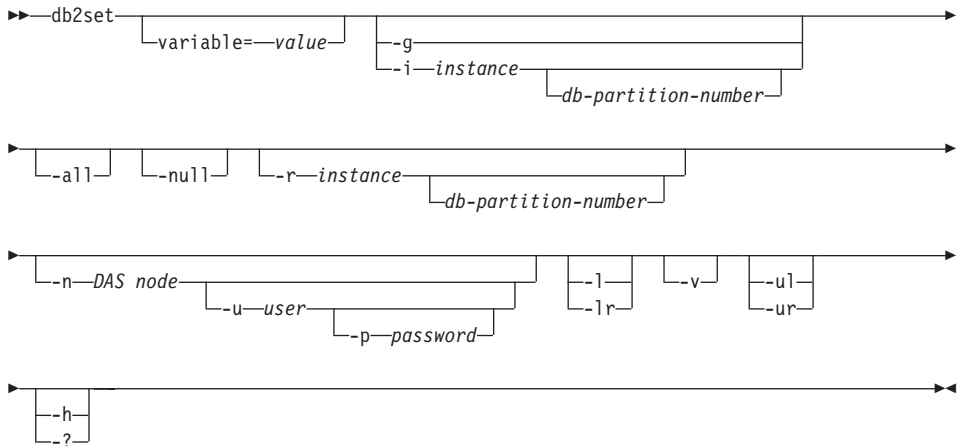 db2set
variable= value
-g
-i instance
db-partition-number
-all
-null
-r instance
db-partition-number
-n DAS node
-u user
-p password
-l
-lr
-v
-ul
-ur
-h
-?